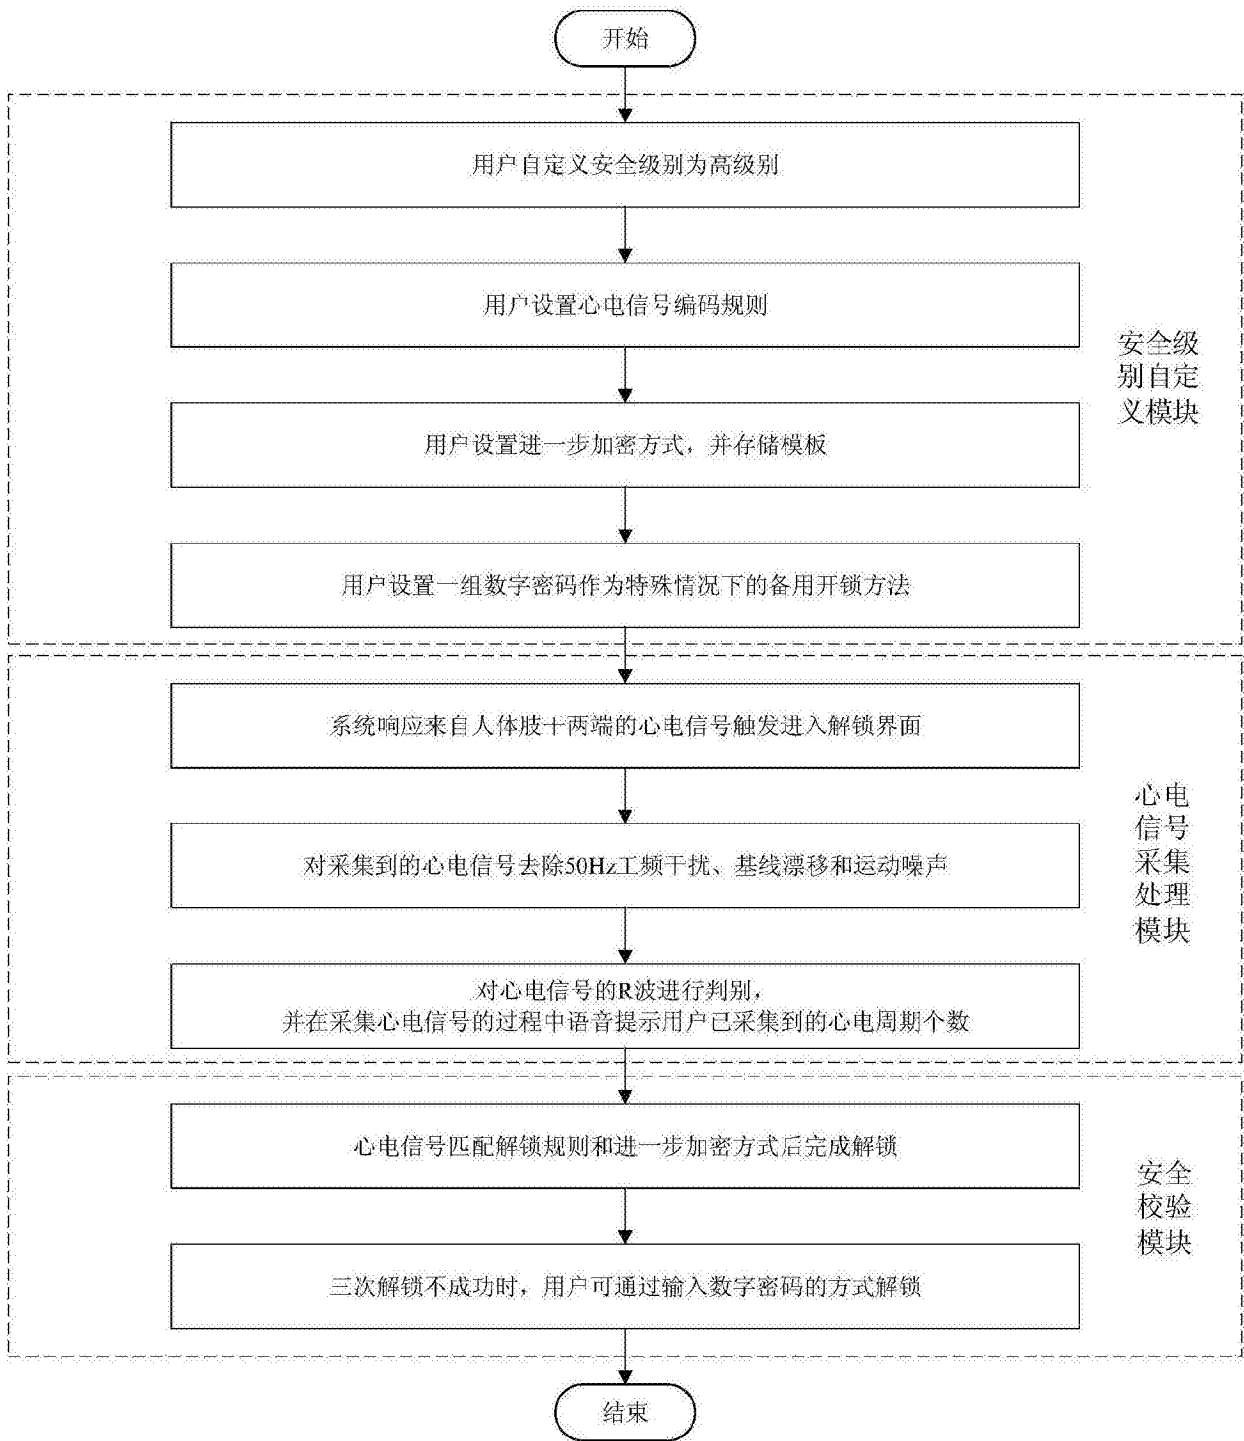 开始
用户自定义安全级别为高级别
用户设置心电信号编码规则
用户设置进一步加密方式，并存储模板
用户设置一组数字密码作为特殊情况下的备用开锁方法
安全级
别自定
义模块
系统响应来自人体肢十两端的心电信号触发进入解锁界面
对采集到的心电信号去除50Hz工频干扰、基线漂移和运动噪声
对心电信号的R波进行判别，
并在采集心电信号的过程中语音提示用户已采集到的心电周期个数
心电
信号
采集
处理
模块
心电信号匹配解锁规则和进一步加密方式后完成解锁
三次解锁不成功时，用户可通过输入数字密码的方式解锁
安全
校验
模块
结束